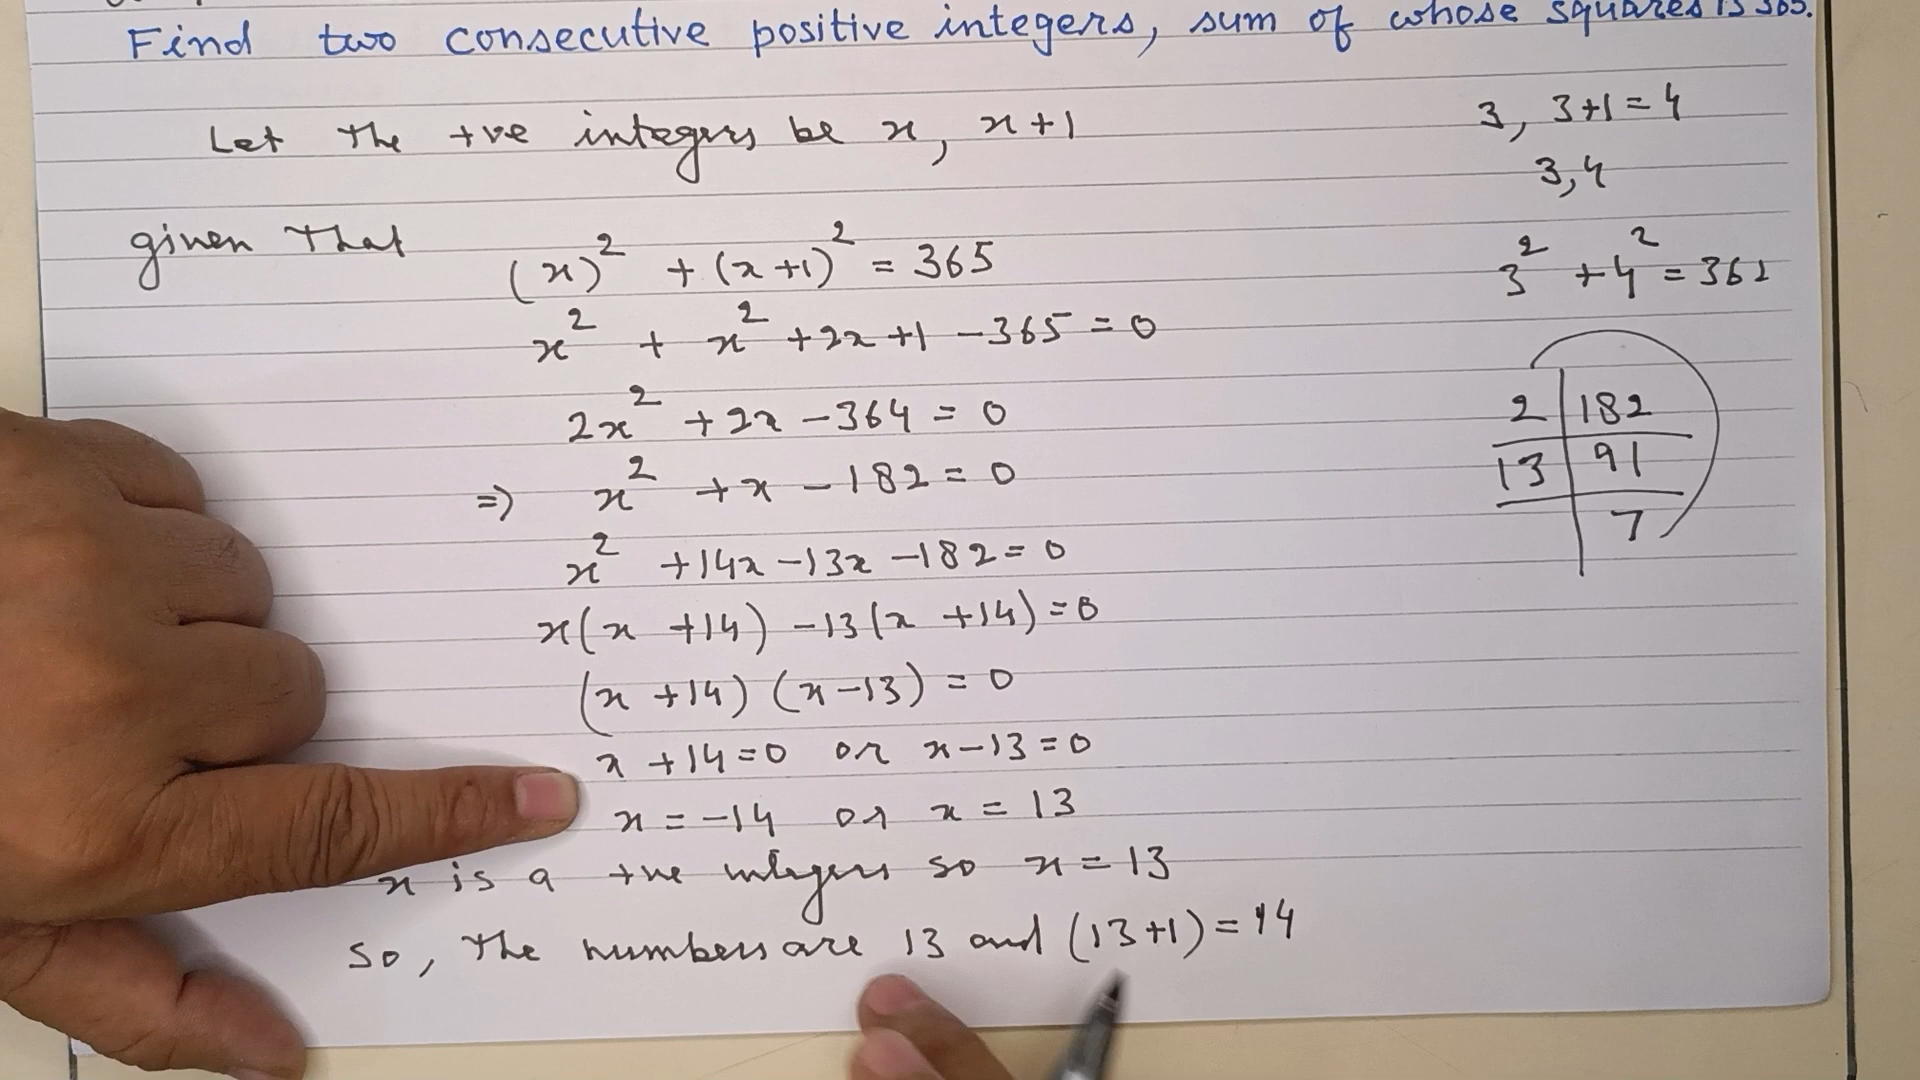 Find two consecutive positive integers, sum of whose squares is 365.
Let the +ve integers be x, x+1
given that
(x)² + (x+1)² = 365
x² + x² + 2x + 1 - 365 = 0
2x² + 2x - 364 = 0
=> x² + x - 182 = 0
x² + 14x - 13x - 182 = 0
x(x + 14) - 13(x + 14) = 0
(x + 14) (x - 13) = 0
x + 14 = 0 or x - 13 = 0
x = -14 or x = 13
x is a +ve integers so x = 13
So, the numbers are 13 and (13+1) = 14
3, 3+1 = 4
3,4
3² + 4² =
2 | 182
13 | 91
7